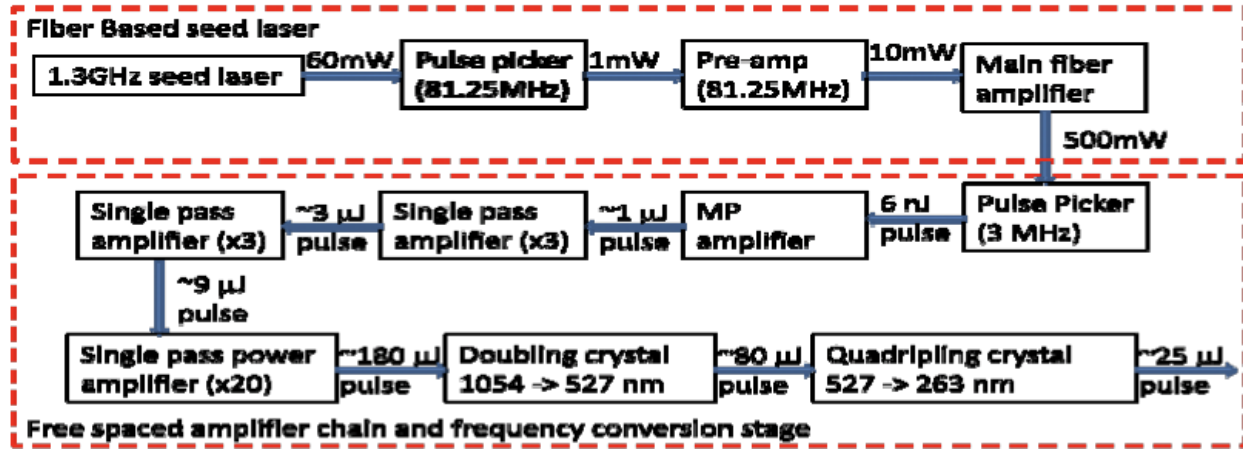 Fiber Based seed laser
1.3GHz seed laser
60mW
Pulse picker
(81.25MHz)
1mW
Pre-amp
(81.25MHz)
10mW
Main fiber
amplifier
500mW
Pulse Picker
(3 MHz)
6 nJ
pulse
MP
amplifier
~1 µJ
pulse
Single pass
amplifier (x3)
~3 µJ
pulse
Single pass
amplifier (x3)
~9 µJ
pulse
Single pass power
amplifier (x20)
~180 µJ
pulse
Doubling crystal
1054 -> 527 nm
~80 µJ
pulse
Quadripling crystal
527 -> 263 nm
~25 µJ
pulse
Free spaced amplifier chain and frequency conversion stage